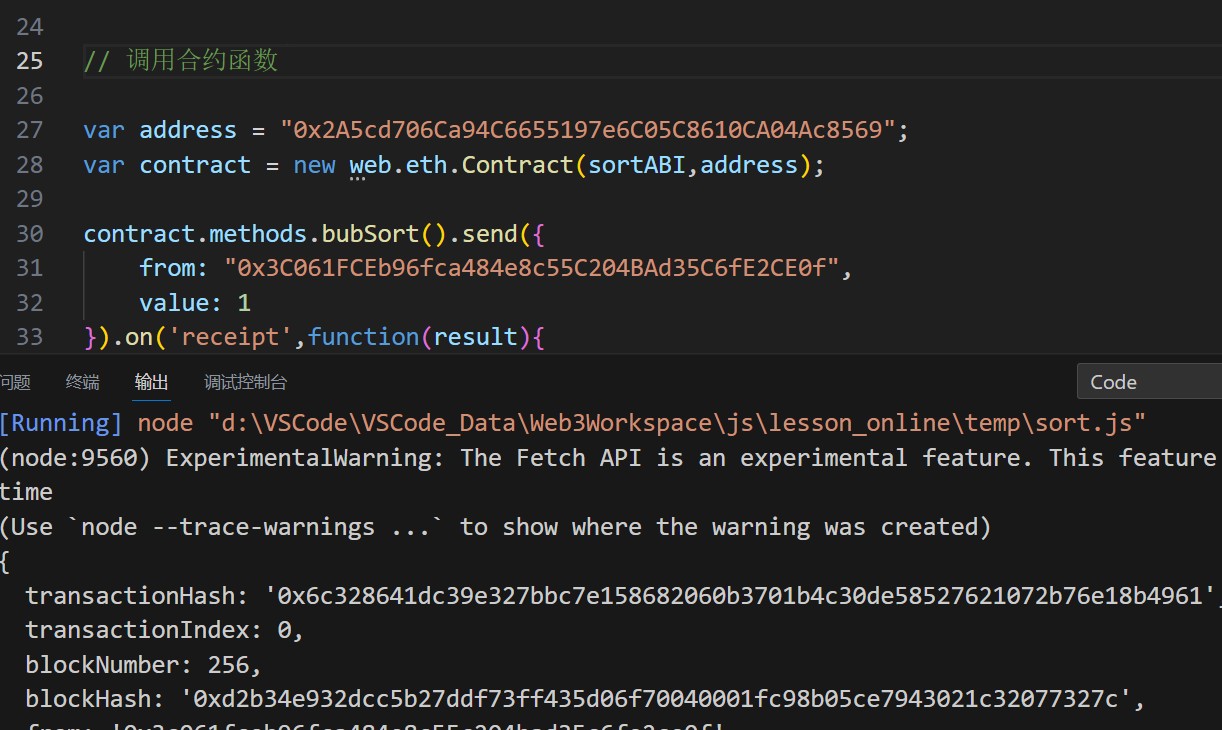 24
25 // 调用合约函数
26
27 var address = "0x2A5cd706Ca94C6655197e6C05C8610CA04Ac8569";
28 var contract = new web.eth.Contract(sortABI,address);
29
30 contract.methods.bubSort().send({
31 from: "0x3C061FCEb96fca484e8c55C204BAd35C6fE2CE0f",
32 value: 1
33 }).on('receipt',function(result){
问题 终端 输出 调试控制台 Code
[Running] node "d:\VSCode\VSCode_Data\Web3Workspace\js\lesson_online\temp\sort.js"
(node:9560) ExperimentalWarning: The Fetch API is an experimental feature. This feature
time
(Use `node --trace-warnings ...` to show where the warning was created)
{
transactionHash: '0x6c328641dc39e327bbc7e158682060b3701b4c30de58527621072b76e18b4961',
transactionIndex: 0,
blockNumber: 256,
blockHash: '0xd2b34e932dcc5b27ddf73ff435d06f70040001fc98b05ce7943021c32077327c',
from: '0x3c061fceb96fca484e8c55c204bad35c6fe2ce0f'